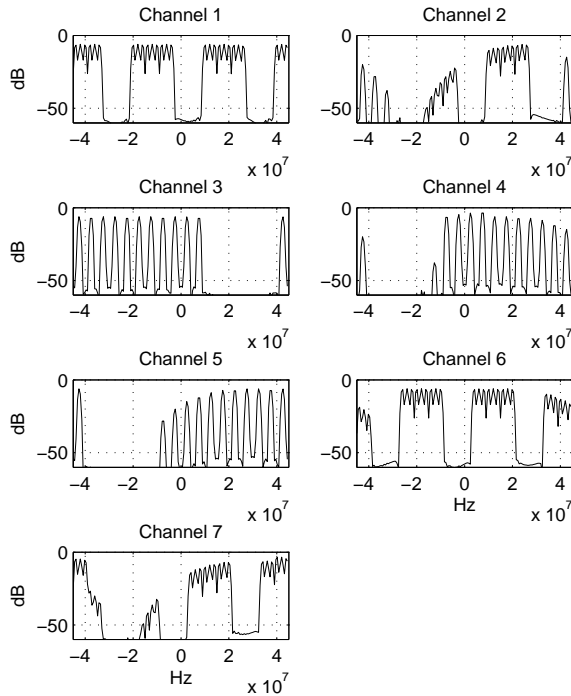 Channel 1
0
−50
dB
−4 −2 0 2 4
x 10^7
Channel 2
0
−50
−4 −2 0 2 4
x 10^7
Channel 3
0
−50
dB
−4 −2 0 2 4
x 10^7
Channel 4
0
−50
−4 −2 0 2 4
x 10^7
Channel 5
0
−50
dB
−4 −2 0 2 4
x 10^7
Channel 6
0
−50
−4 −2 0 2 4
Hz
x 10^7
Channel 7
0
−50
dB
−4 −2 0 2 4
Hz
x 10^7